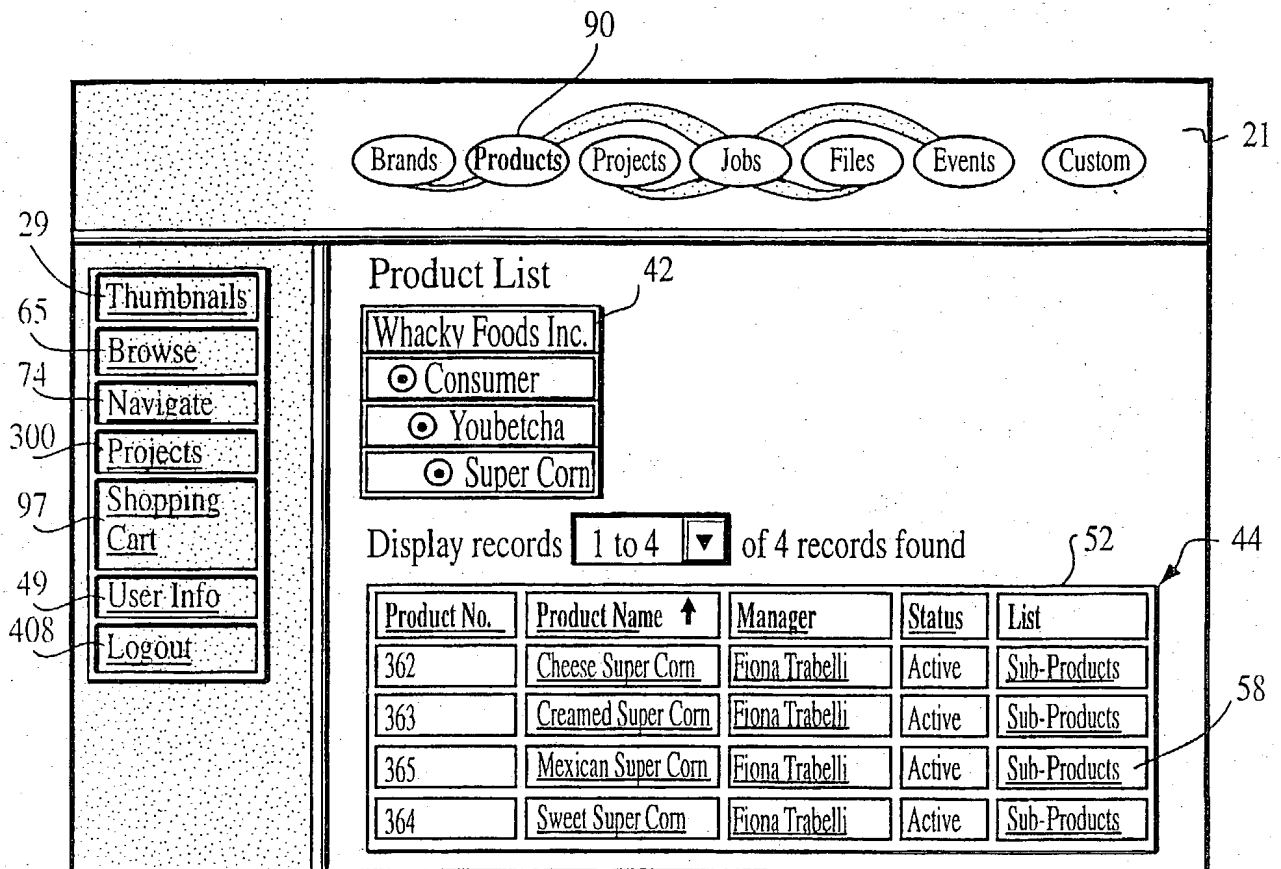 90
Brands Products Projects Jobs Files Events Custom
21
29
Thumbnails
65
Browse
74
Navigate
300
Projects
97
Shopping
Cart
49
User Info
408
Logout
Product List
42
Whacky Foods Inc.
Consumer
Youbetcha
Super Corn
Display records 1 to 4 of 4 records found
52
44
Product No. Product Name Manager Status List
362 Cheese Super Corn Fiona Trabelli Active Sub-Products
363 Creamed Super Corn Fiona Trabelli Active Sub-Products
58
365 Mexican Super Corn Fiona Trabelli Active Sub-Products
364 Sweet Super Corn Fiona Trabelli Active Sub-Products